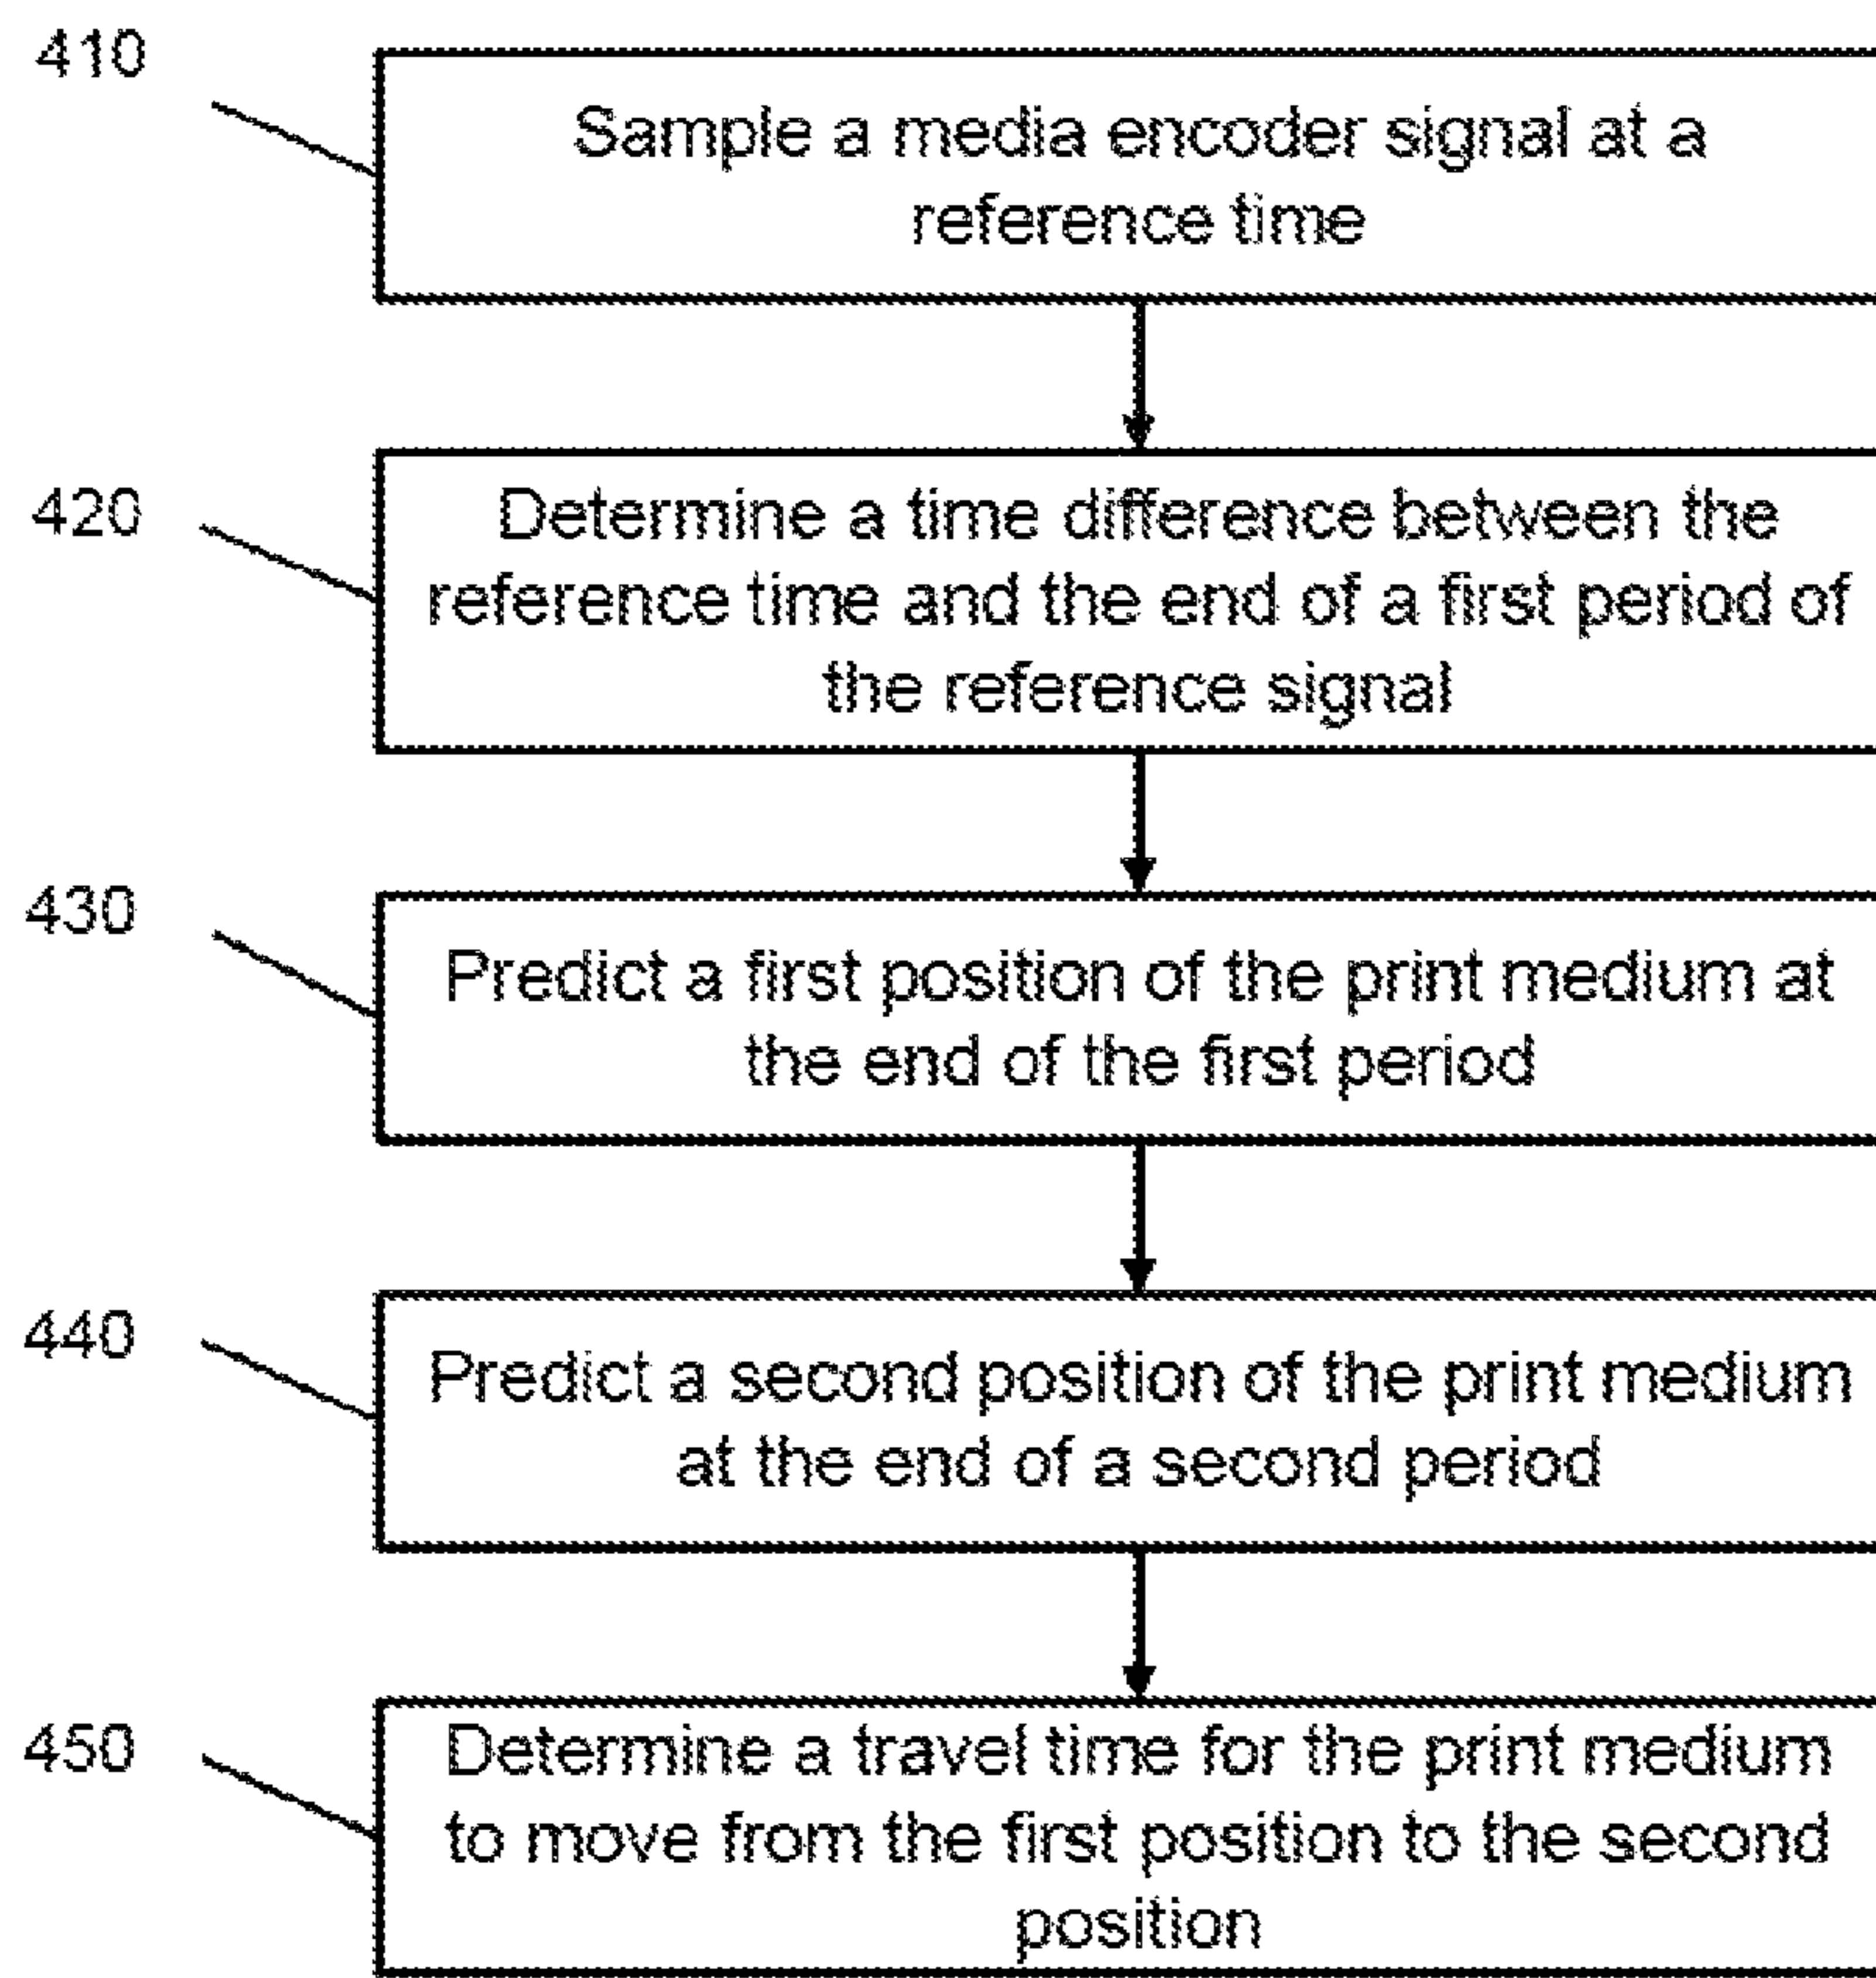 410
Sample a media encoder signal at a
reference time
420
Determine a time difference between the
reference time and the end of a first period of
the reference signal
430
Predict a first position of the print medium at
the end of the first period
440
Predict a second position of the print medium
at the end of a second period
450
Determine a travel time for the print medium
to move from the first position to the second
position